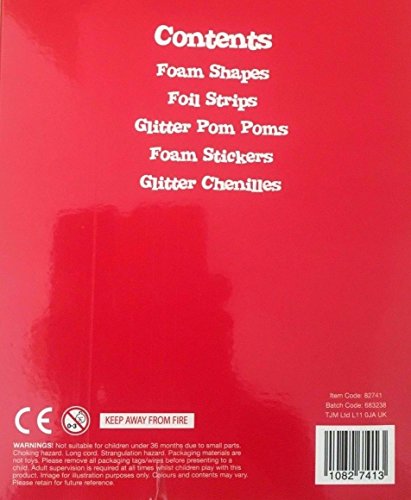 Contents
Foam Shapes
Foil Strips
Glitter Pom Poms
Foam Stickers
Glitter Chenilles
Item Code: 82741
Batch Code: 683238
TJM Ltd L11 0JA UK
CE
0-3
KEEP AWAY FROM FIRE
WARNINGS! Not suitable for children under 36 months due to small parts.
Choking hazard. Long cord. Strangulation hazard. Packaging materials are
not toys. Please remove all packaging tags/wires before presenting to a
child. Adult supervision is required at all times whilst children play with this
product. Image for illustration purposes only. Colours and contents may vary.
Please retain for future reference.
1082 7413